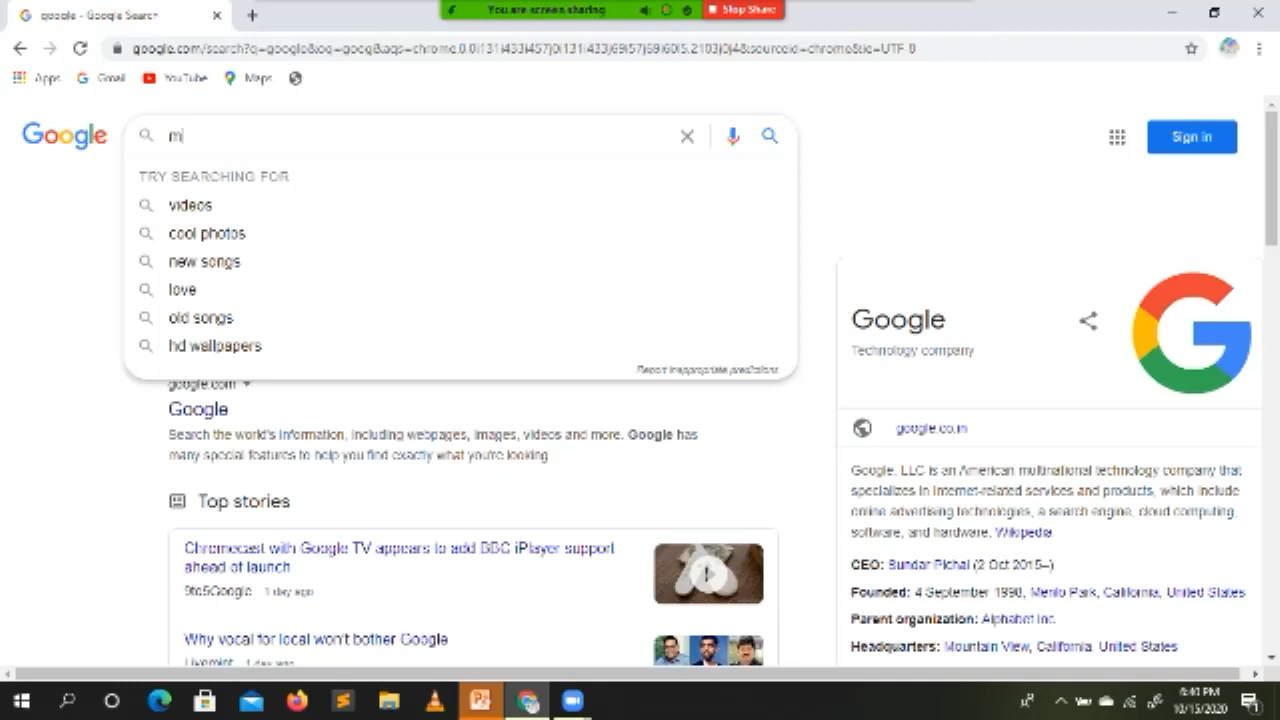 google - Google Search
You are screen sharing
Stop Share
Apps
Gmail
YouTube
Maps
Google
m
Sign in
TRY SEARCHING FOR
videos
cool photos
new songs
love
old songs
hd wallpapers
Report inappropriate predictions
google.com
Google
Search the world's information, including webpages, images, videos and more. Google has
many special features to help you find exactly what you're looking
Top stories
Chromecast with Google TV appears to add BBC iPlayer support
ahead of launch
9to5Google 1 day ago
Why vocal for local won't bother Google
Livemint 1 day ago
Google
Technology company
google.co.in
Google, LLC is an American multinational technology company that
specializes in Internet-related services and products, which include
online advertising technologies, a search engine, cloud computing,
software, and hardware. Wikipedia
CEO: Sundar Pichai (2 Oct 2015–)
Founded: 4 September 1998, Menlo Park, California, United States
Parent organization: Alphabet Inc.
Headquarters: Mountain View, California, United States
6:40 PM
10/15/2020